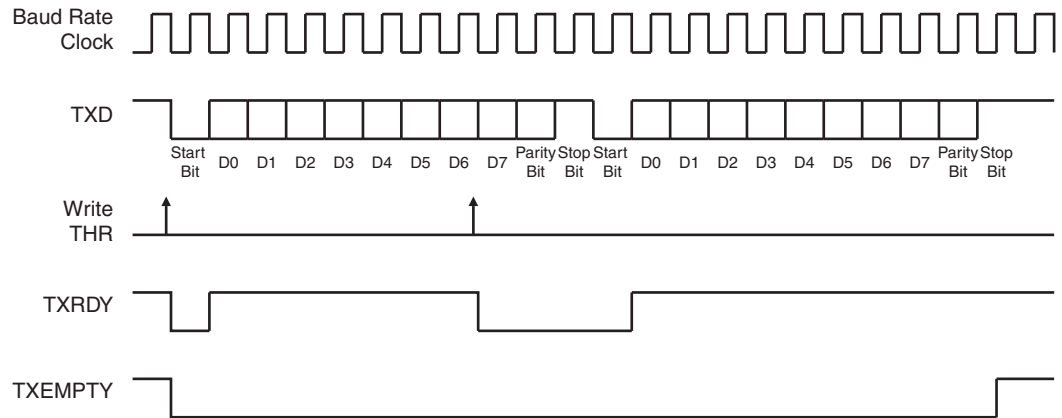 Baud Rate
Clock
TXD
Start
Bit
D0
D1
D2
D3
D4
D5
D6
D7
Parity
Bit
Stop
Bit
Start
Bit
D0
D1
D2
D3
D4
D5
D6
D7
Parity
Bit
Stop
Bit
Write
THR
TXRDY
TXEMPTY